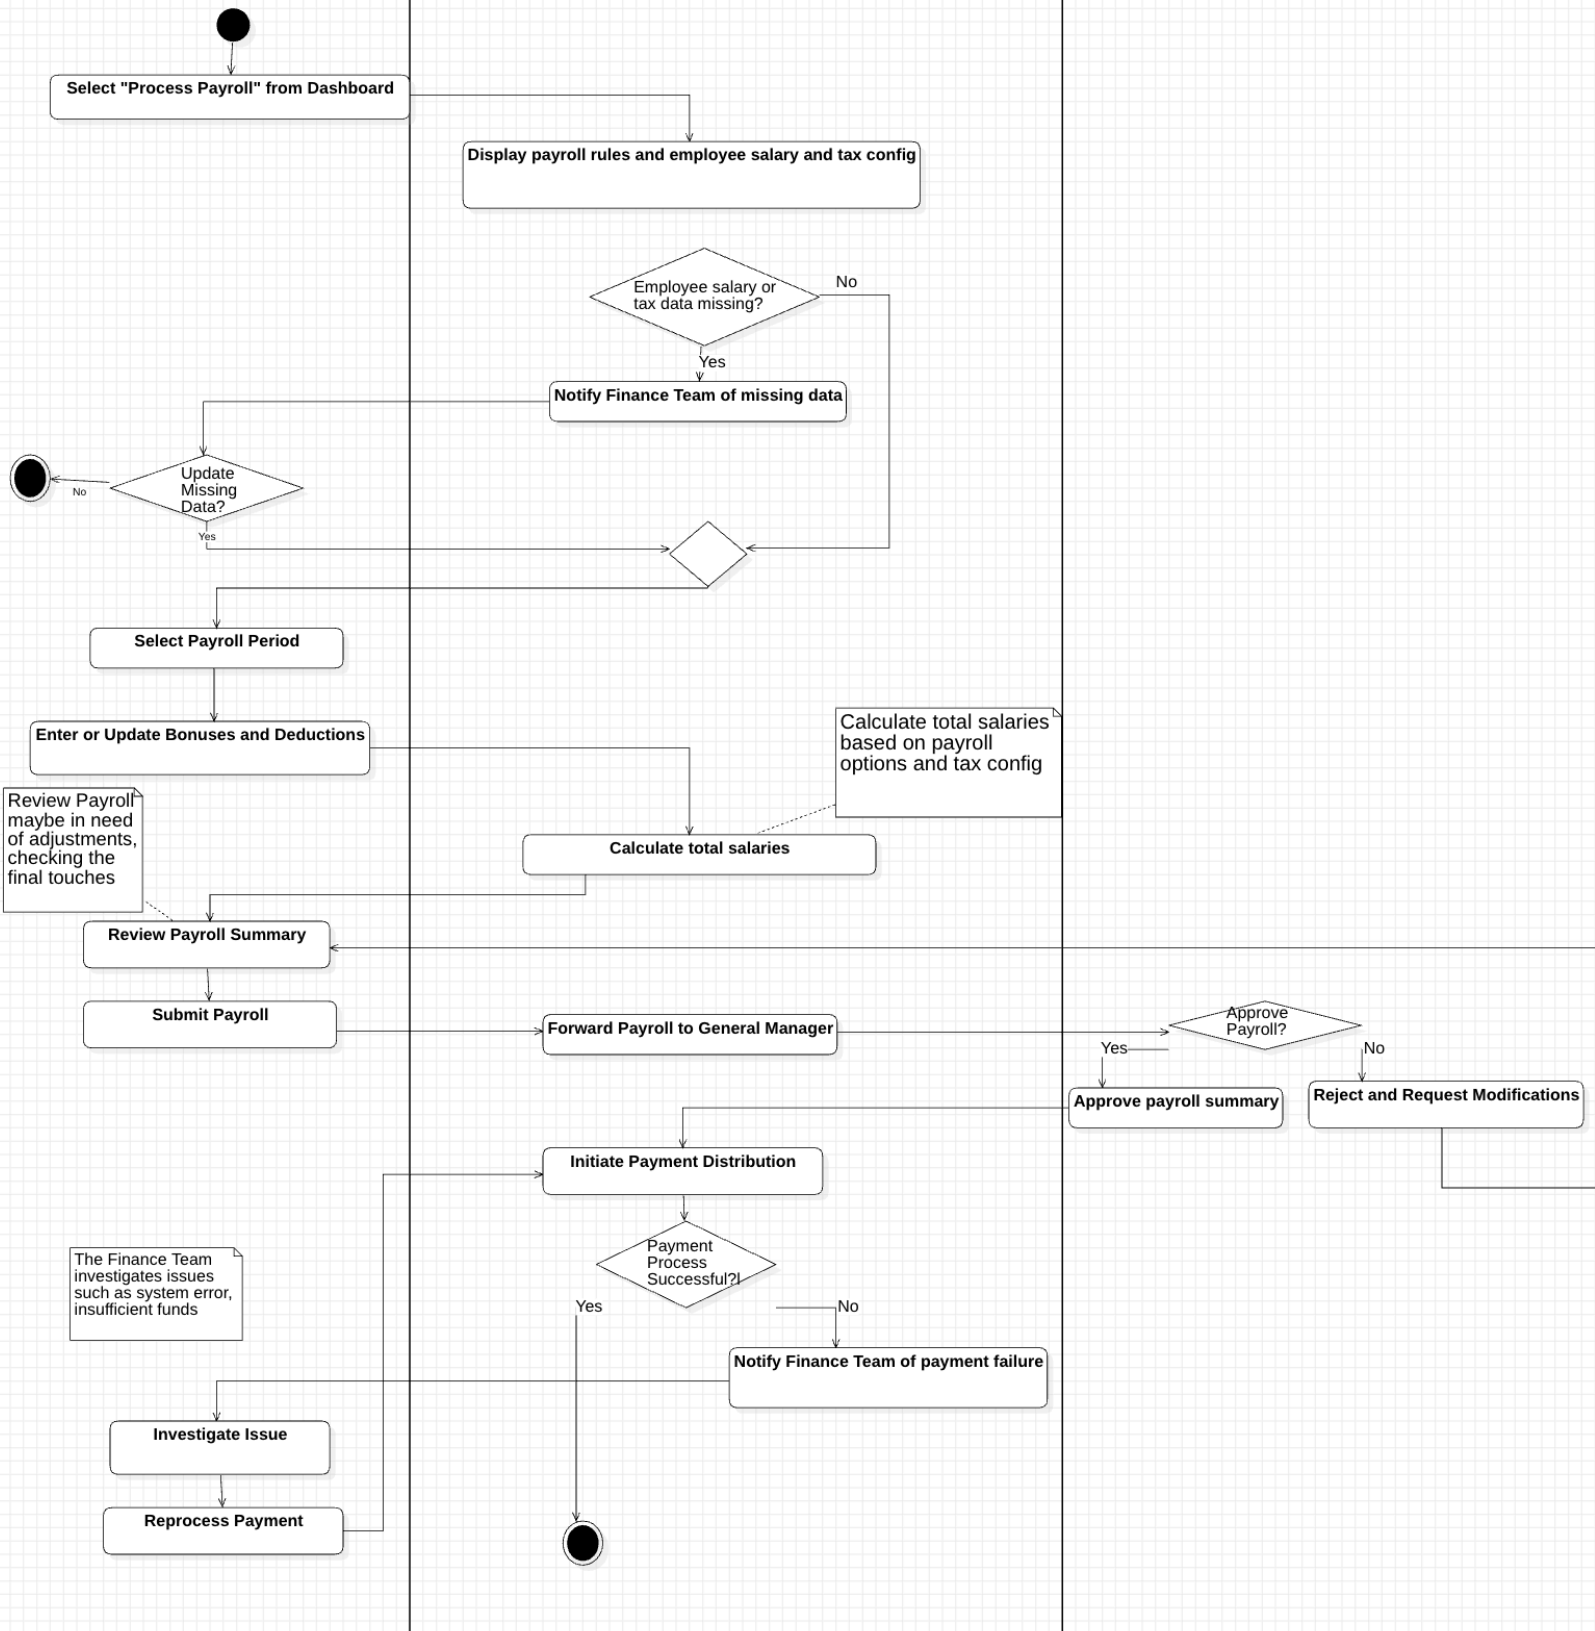 Select "Process Payroll" from Dashboard
Display payroll rules and employee salary and tax config
Employee salary or
tax data missing?
No
Yes
Notify Finance Team of missing data
Update
Missing
Data?
No
Yes
Select Payroll Period
Enter or Update Bonuses and Deductions
Calculate total salaries
based on payroll
options and tax config
Review Payroll
maybe in need
of adjustments,
checking the
final touches
Calculate total salaries
Review Payroll Summary
Submit Payroll
Forward Payroll to General Manager
Approve
Payroll?
Yes
No
Approve payroll summary
Reject and Request Modifications
Initiate Payment Distribution
Payment
Process
Successful?l
The Finance Team
investigates issues
such as system error,
insufficient funds
Yes
No
Notify Finance Team of payment failure
Investigate Issue
Reprocess Payment